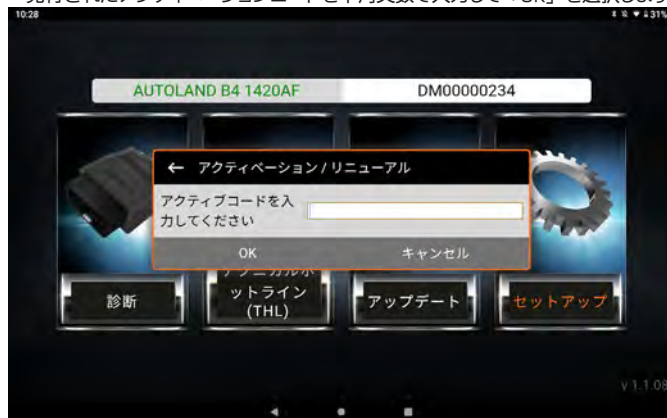 10:28
31%
AUTOLAND B4 1420AF
DM00000234
← アクティベーション / リニューアル
アクティブコードを入
力してください
OK
キャンセル
診断
ットライン
(THL)
アップデート
セットアップ
v 1.1.08